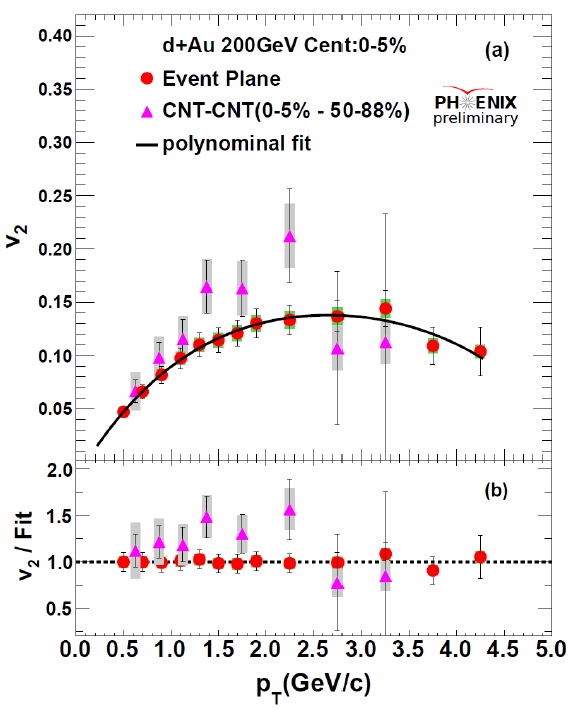 d+Au 200GeV Cent:0-5%
(a)
Event Plane
CNT-CNT(0-5% - 50-88%)
polynominal fit
PHENIX
preliminary
0.40
0.35
0.30
0.25
0.20
0.15
0.10
0.05
v2
(b)
2.0
1.5
1.0
0.5
v2 / Fit
0.0 0.5 1.0 1.5 2.0 2.5 3.0 3.5 4.0 4.5 5.0
pT(GeV/c)